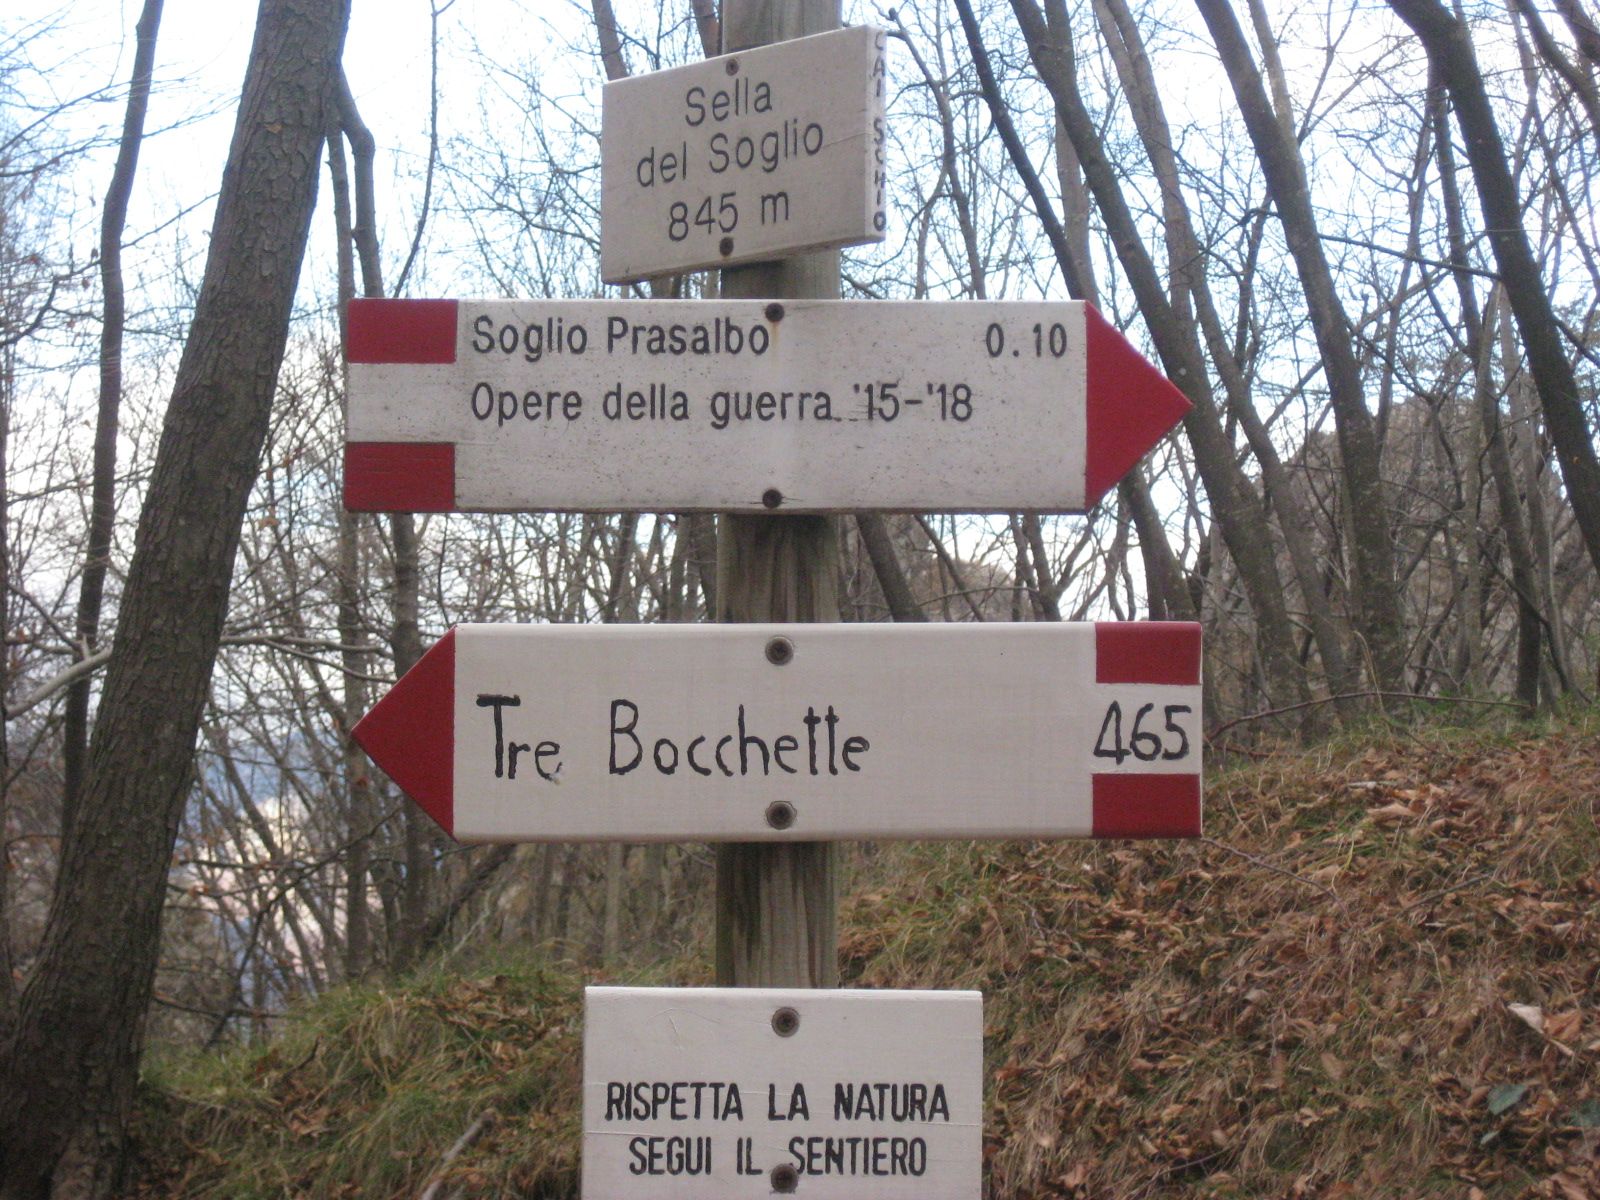 Sella
del Soglio
845 m
CAI SCHIO
Soglio Prasalbo 0.10
Opere della guerra '15-'18
Tre Bocchette 465
RISPETTA LA NATURA
SEGUI IL SENTIERO